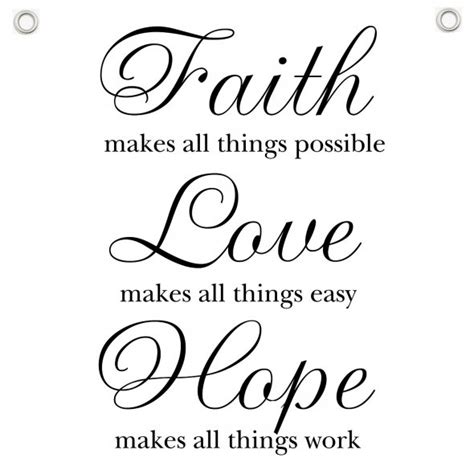 Faith
makes all things possible
Love
makes all things easy
Hope
makes all things work